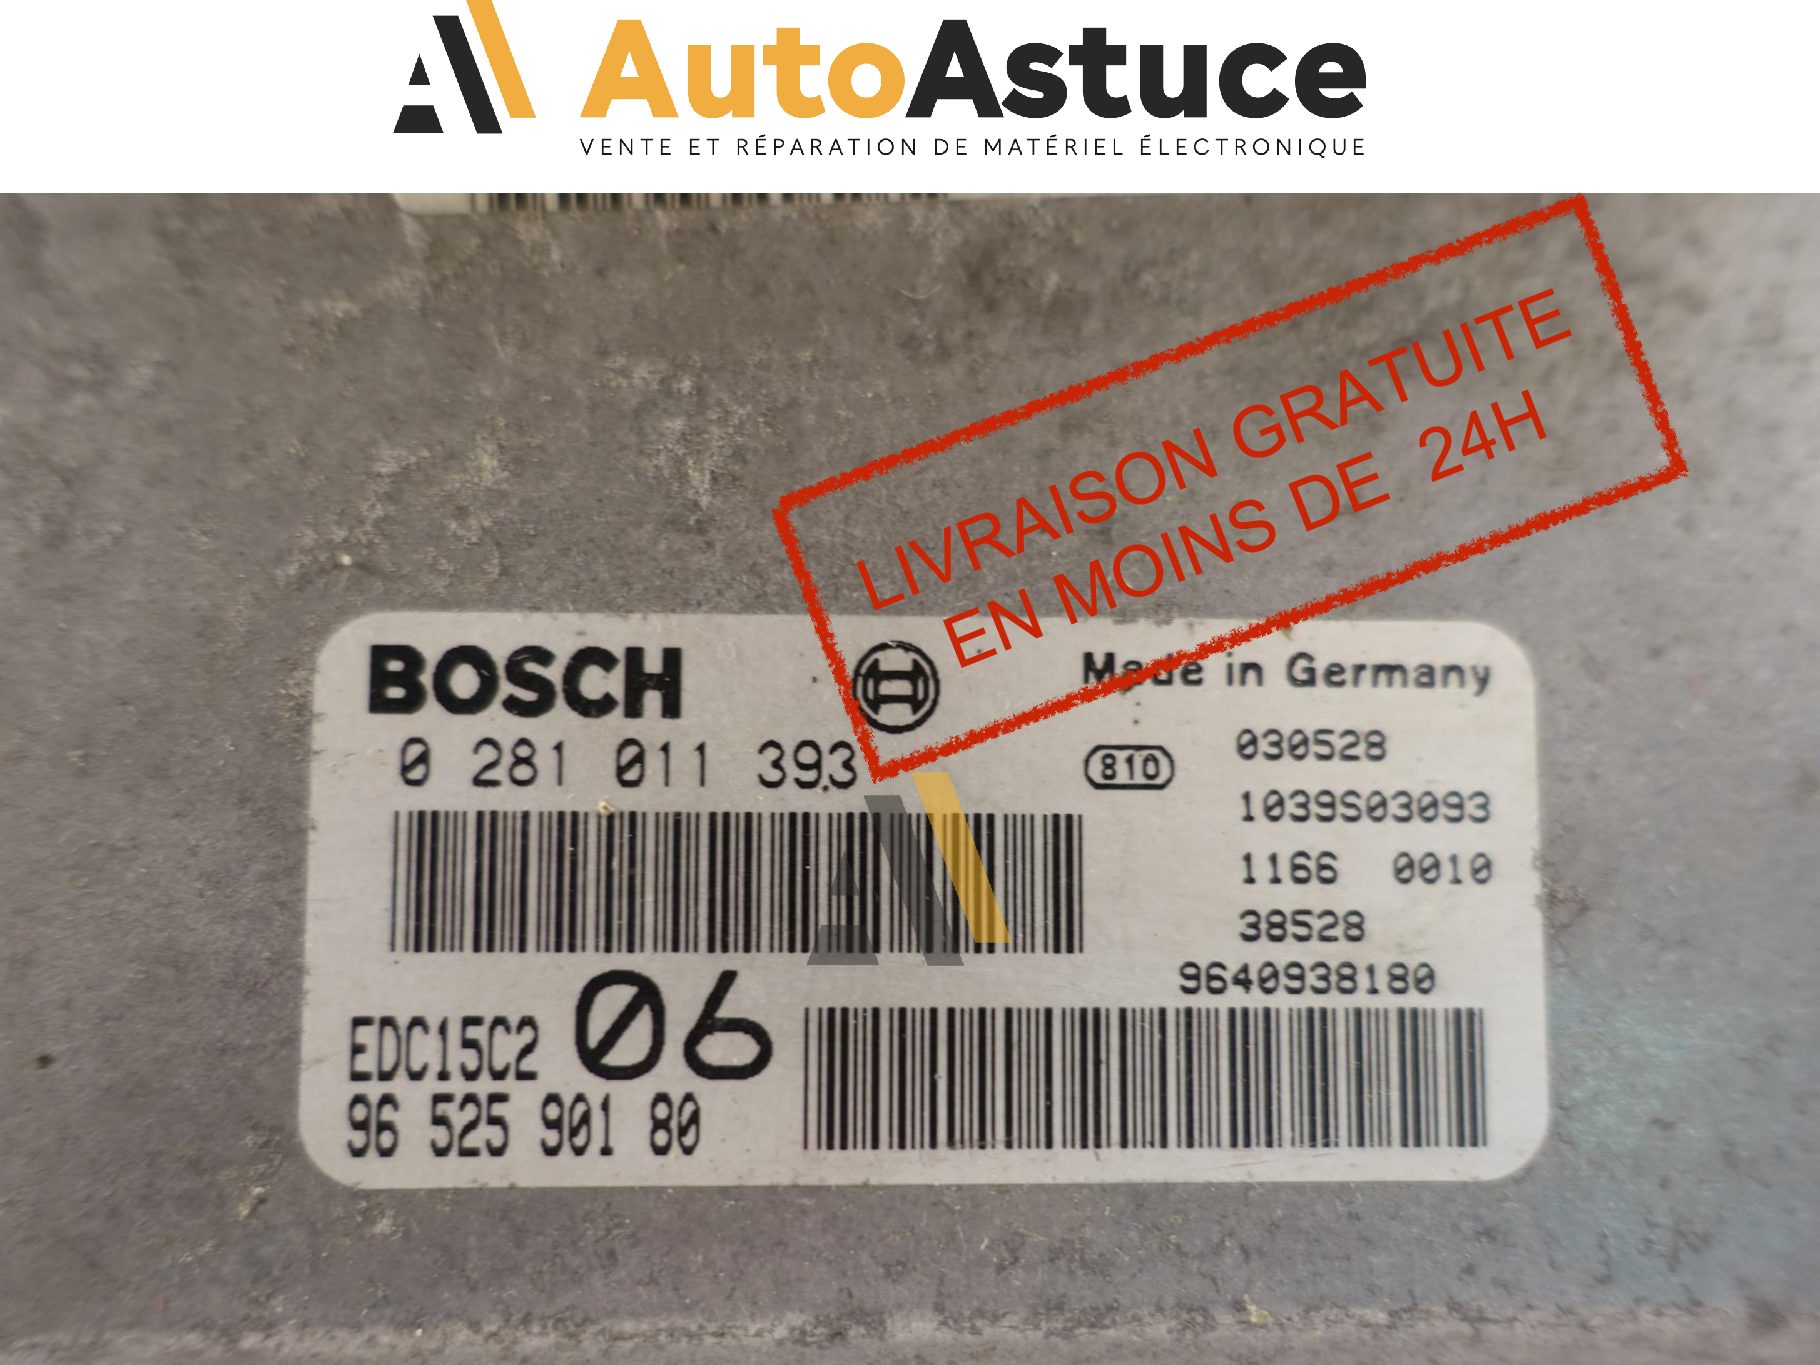 AutoAstuce
VENTE ET RÉPARATION DE MATÉRIEL ÉLECTRONIQUE
LIVRAISON GRATUITE
EN MOINS DE 24H
BOSCH
Made in Germany
0 281 011 393
810
030528
1039S03093
1166 0010
38528
9640938180
EDC15C2 06
96 525 901 80